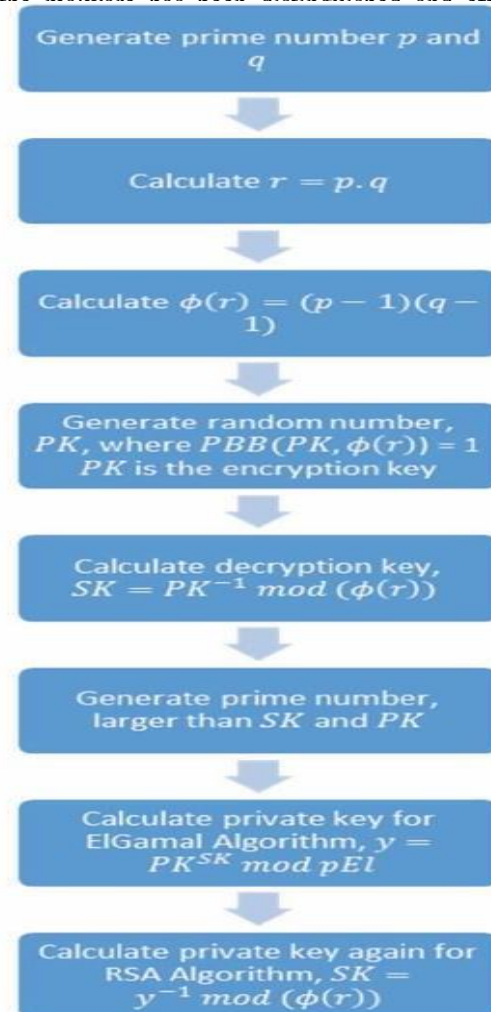 Generate prime number p and
q
Calculate r = p.q
Calculate ϕ(r) = (p − 1)(q −
1)
Generate random number,
PK, where PBB(PK, ϕ(r)) = 1
PK is the encryption key
Calculate decryption key,
SK = PK⁻¹ mod (ϕ(r))
Generate prime number,
larger than SK and PK
Calculate private key for
ElGamal Algorithm, y =
PK^SK mod pEl
Calculate private key again for
RSA Algorithm, SK =
y⁻¹ mod (ϕ(r))